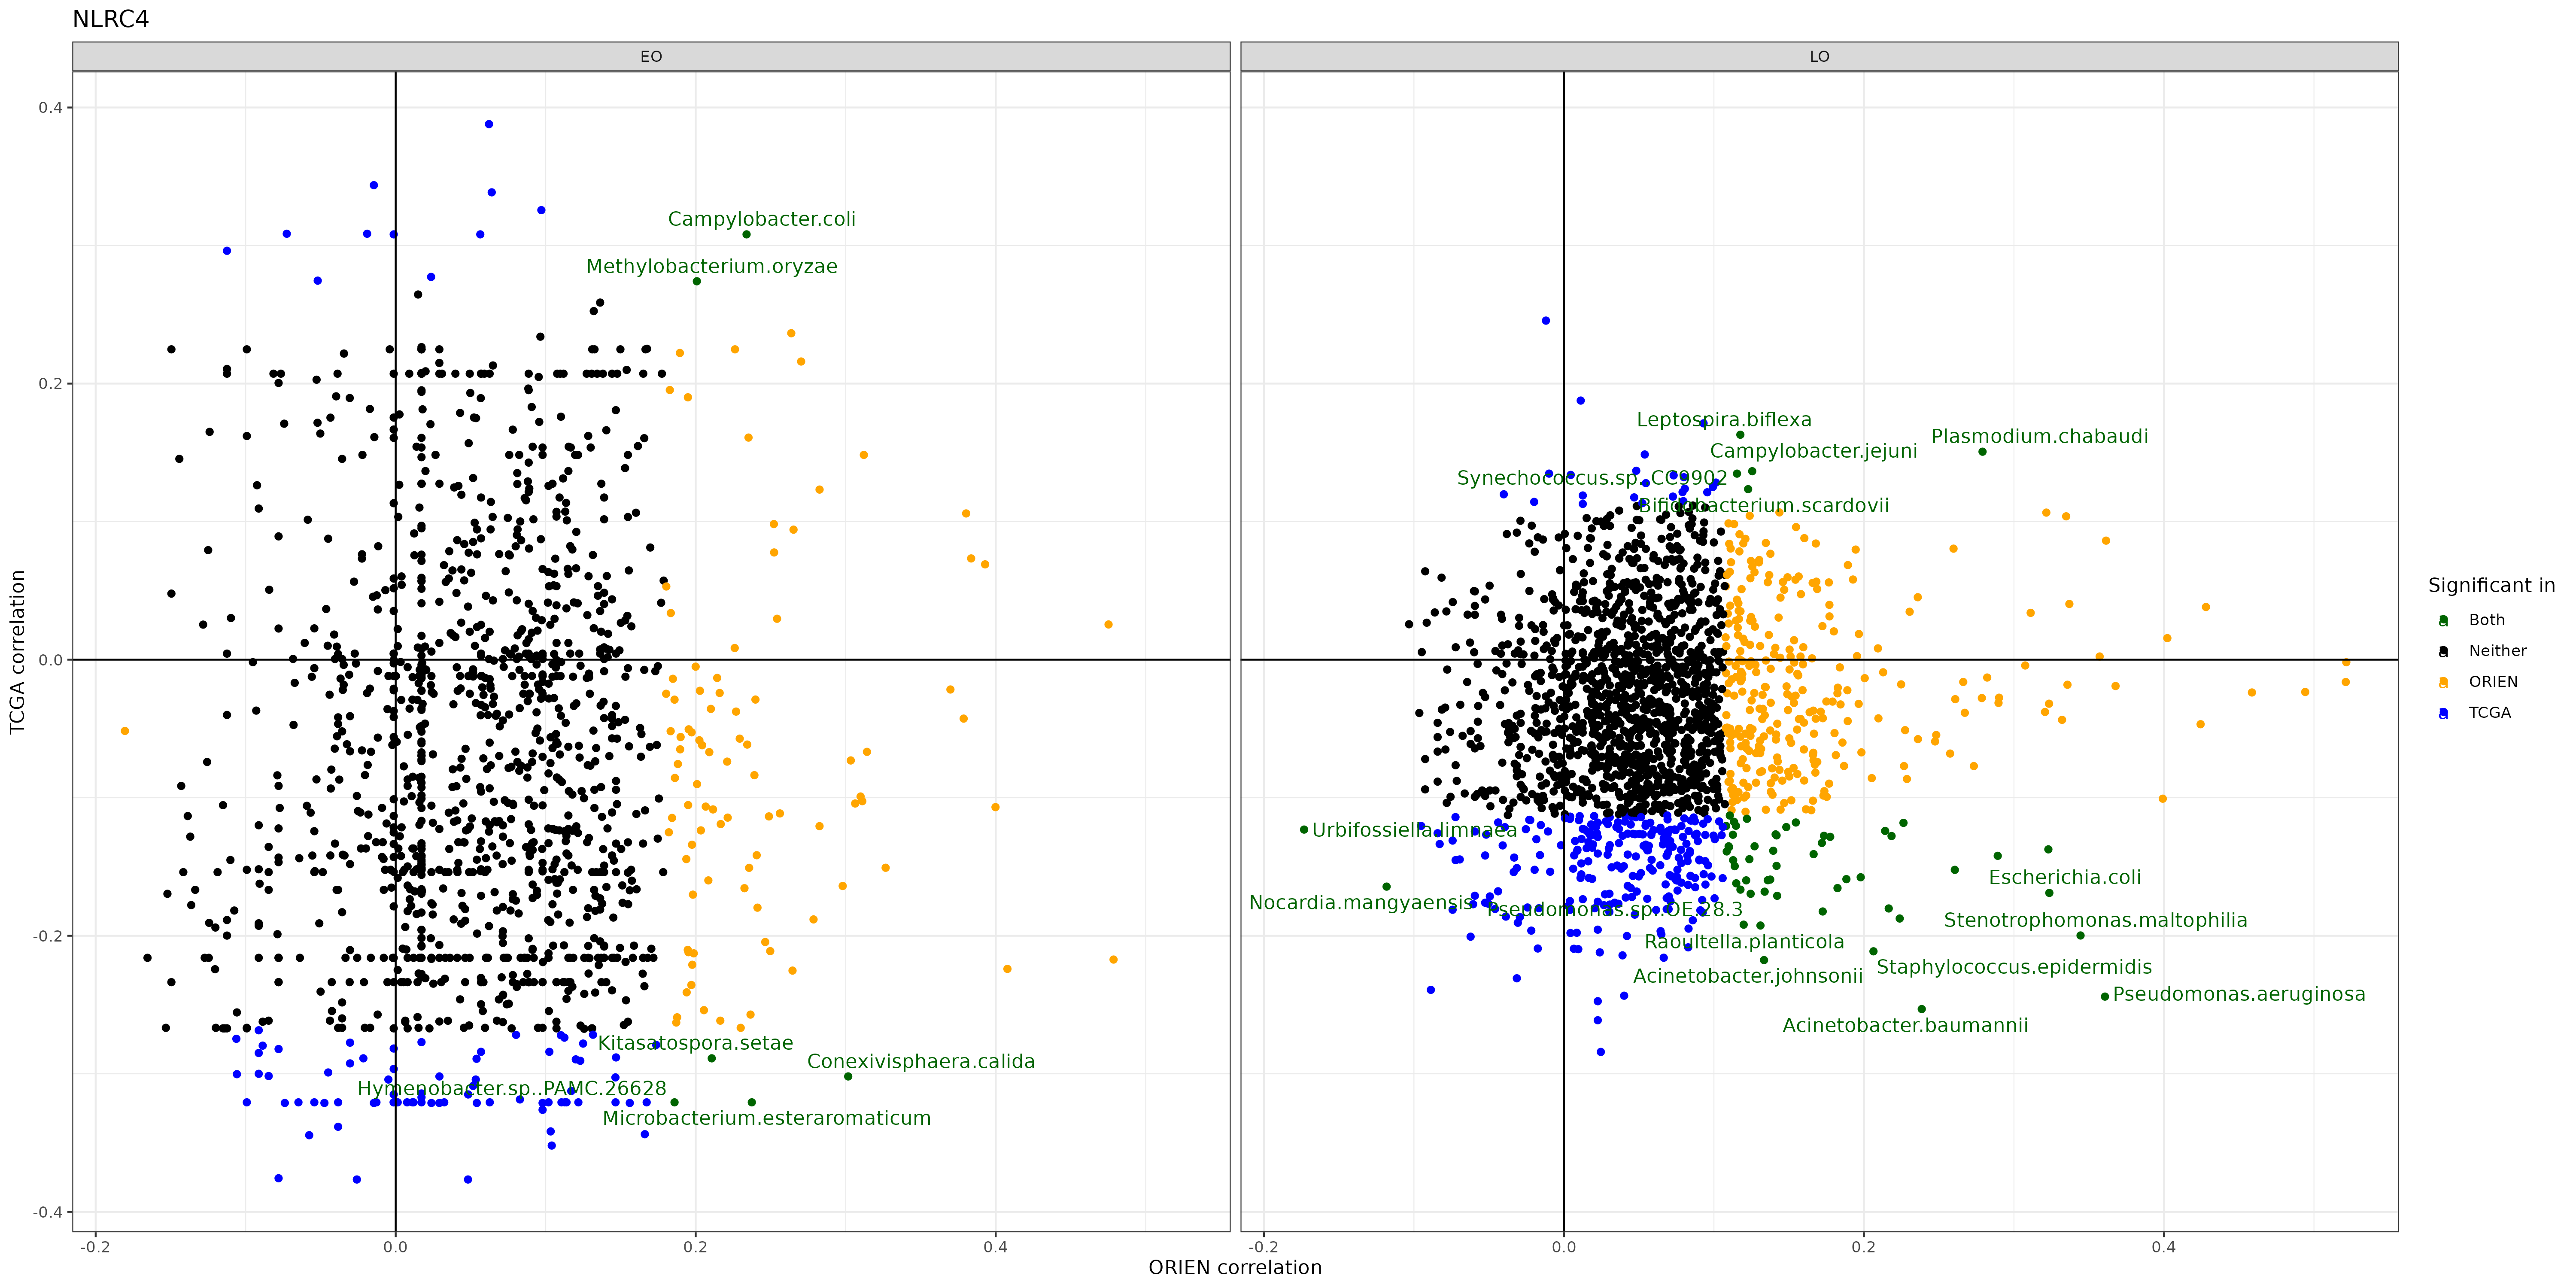 NLRC4
EO
LO
0.4
0.2
0.0
-0.2
-0.4
TCGA correlation
Campylobacter.coli
Methylobacterium.oryzae
Kitasatospora.setae
Conexivisphaera.calida
Hymenobacter.sp..PAMC.26628
Microbacterium.esteraromaticum
Leptospira.biflexa
Plasmodium.chabaudi
Campylobacter.jejuni
Synechococcus.sp..CC9902
Bifidobacterium.scardovii
Urbifossiella.limnaea
Escherichia.coli
Nocardia.mangyaensis
Pseudomonas.sp..OE.28.3
Stenotrophomonas.maltophilia
Raoultella.planticola
Staphylococcus.epidermidis
Acinetobacter.johnsonii
Pseudomonas.aeruginosa
Acinetobacter.baumannii
-0.2 0.0 0.2 0.4
-0.2 0.0 0.2 0.4
ORIEN correlation
Significant in
a Both
a Neither
a ORIEN
a TCGA